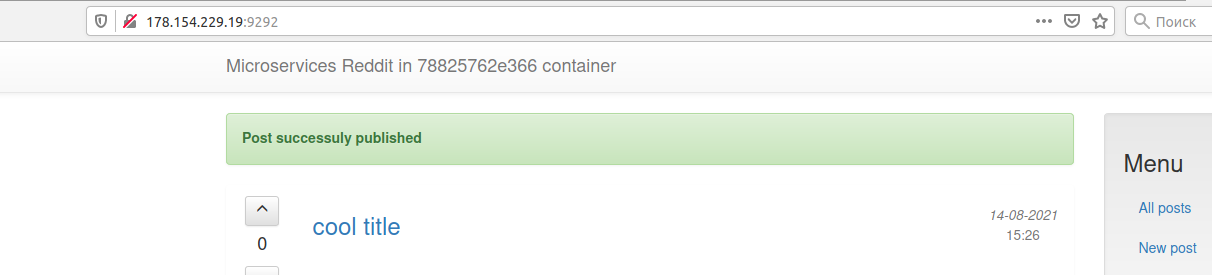 178.154.229.19:9292
Поиск
Microservices Reddit in 78825762e366 container
Post successuly published
Menu
cool title
14-08-2021
15:26
0
All posts
New post